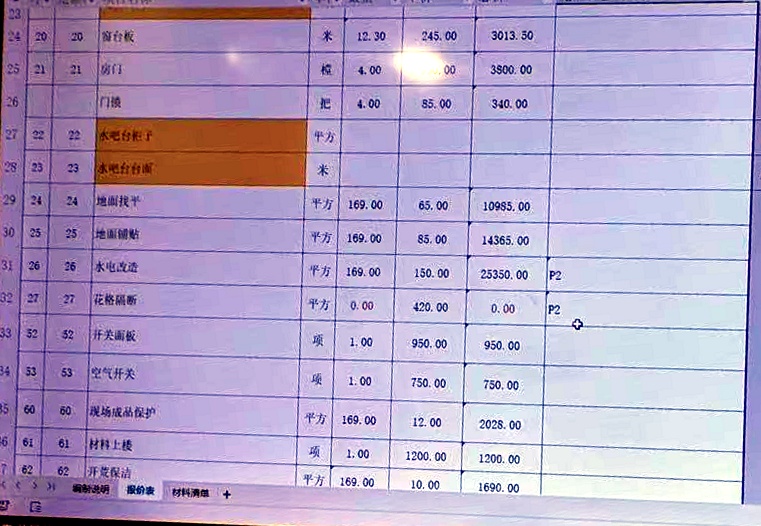 23
24 20 20 窗台板 米 12.30 245.00 3013.50
25 21 21 房门 樘 4.00 .00 3800.00
26 门锁 把 4.00 85.00 340.00
27 22 22 水吧台柜子 平方
28 23 23 水吧台台面 米
29 24 24 地面找平 平方 169.00 65.00 10985.00
30 25 25 地面铺贴 平方 169.00 85.00 14365.00
31 26 26 水电改造 平方 169.00 150.00 25350.00 P2
32 27 27 花格隔断 平方 0.00 420.00 0.00 P2
33 52 52 开关面板 项 1.00 950.00 950.00
34 53 53 空气开关 项 1.00 750.00 750.00
35 60 60 现场成品保护 平方 169.00 12.00 2028.00
36 61 61 材料上楼 项 1.00 1200.00 1200.00
7 62 62 开荒保洁 平方 169.00 10.00 1690.00
编制说明 报价表 材料清单 +